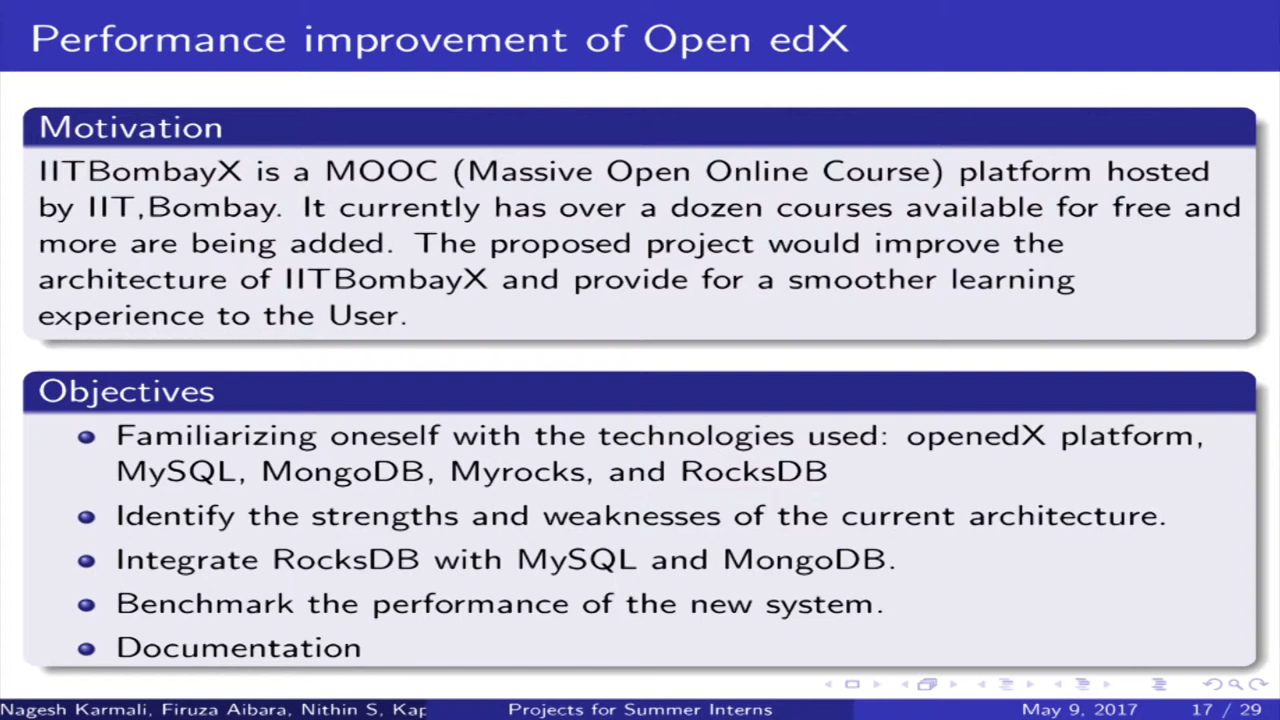 Performance improvement of Open edX
Motivation
IITBombayX is a MOOC (Massive Open Online Course) platform hosted
by IIT,Bombay. It currently has over a dozen courses available for free and
more are being added. The proposed project would improve the
architecture of IITBombayX and provide for a smoother learning
experience to the User.
Objectives
Familiarizing oneself with the technologies used: openedX platform,
MySQL, MongoDB, Myrocks, and RocksDB
Identify the strengths and weaknesses of the current architecture.
Integrate RocksDB with MySQL and MongoDB.
Benchmark the performance of the new system.
Documentation
Nagesh Karmali, Firuza Aibara, Nithin S, Kap Projects for Summer Interns May 9, 2017 17 / 29